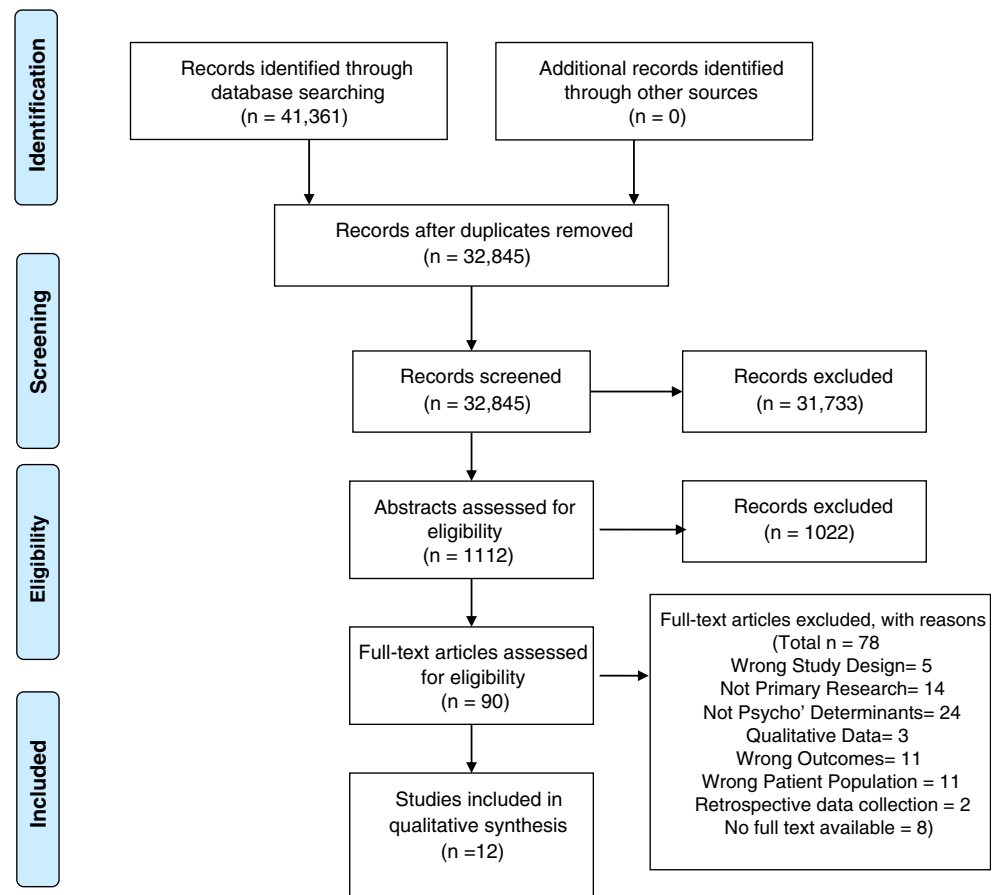 Identification
Records identified through
database searching
(n = 41,361)
Additional records identified
through other sources
(n = 0)
Records after duplicates removed
(n = 32,845)
Screening
Records screened
(n = 32,845)
Records excluded
(n = 31,733)
Eligibility
Abstracts assessed for
eligibility
(n = 1112)
Records excluded
(n = 1022)
Full-text articles assessed
for eligibility
(n = 90)
Full-text articles excluded, with reasons
(Total n = 78
Wrong Study Design= 5
Not Primary Research= 14
Not Psycho' Determinants= 24
Qualitative Data= 3
Wrong Outcomes= 11
Wrong Patient Population = 11
Retrospective data collection = 2
No full text available = 8)
Included
Studies included in
qualitative synthesis
(n =12)